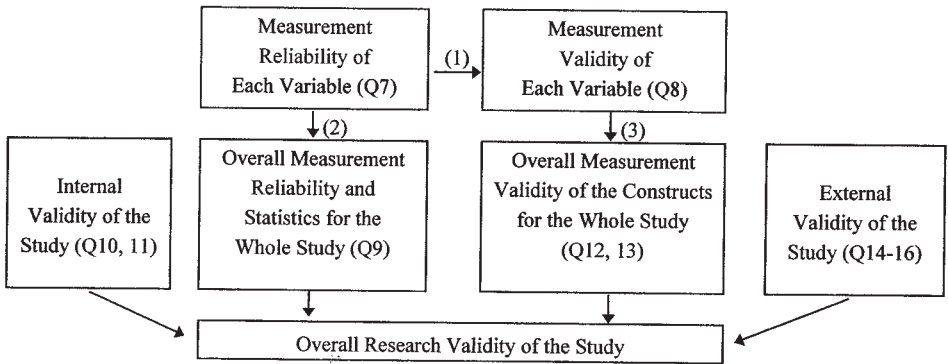 Measurement
Reliability of
Each Variable (Q7)
(1)
Measurement
Validity of
Each Variable (Q8)
(2)
(3)
Internal
Validity of the
Study (Q10, 11)
Overall Measurement
Reliability and
Statistics for the
Whole Study (Q9)
Overall Measurement
Validity of the Constructs
for the Whole Study
(Q12, 13)
External
Validity of the
Study (Q14-16)
Overall Research Validity of the Study